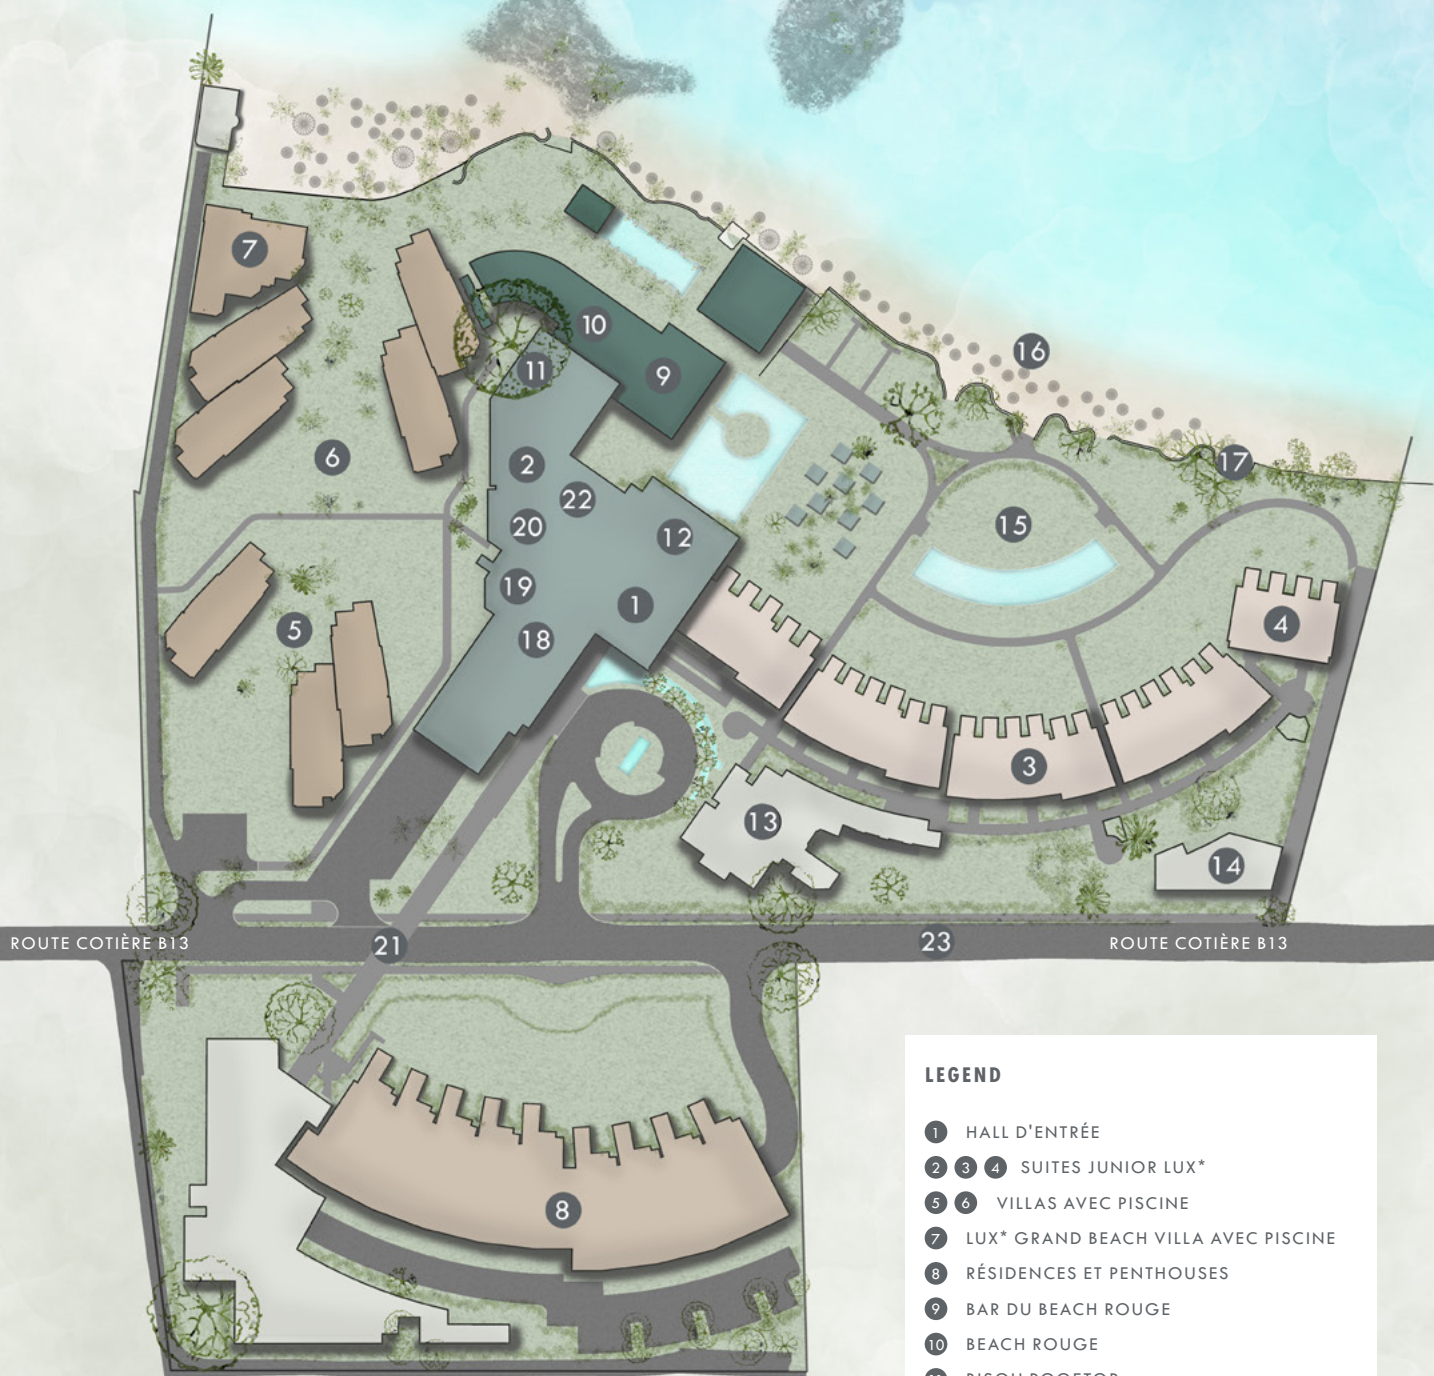 7
16
10
11
9
17
6
2
22
15
20
12
19
1
5
4
18
3
13
14
ROUTE COTIÈRE B13
21
23
ROUTE COTIÈRE B13
8
LEGEND
1 HALL D'ENTRÉE
2 3 4 SUITES JUNIOR LUX*
5 6 VILLAS AVEC PISCINE
7 LUX* GRAND BEACH VILLA AVEC PISCINE
8 RÉSIDENCES ET PENTHOUSES
9 BAR DU BEACH ROUGE
10 BEACH ROUGE